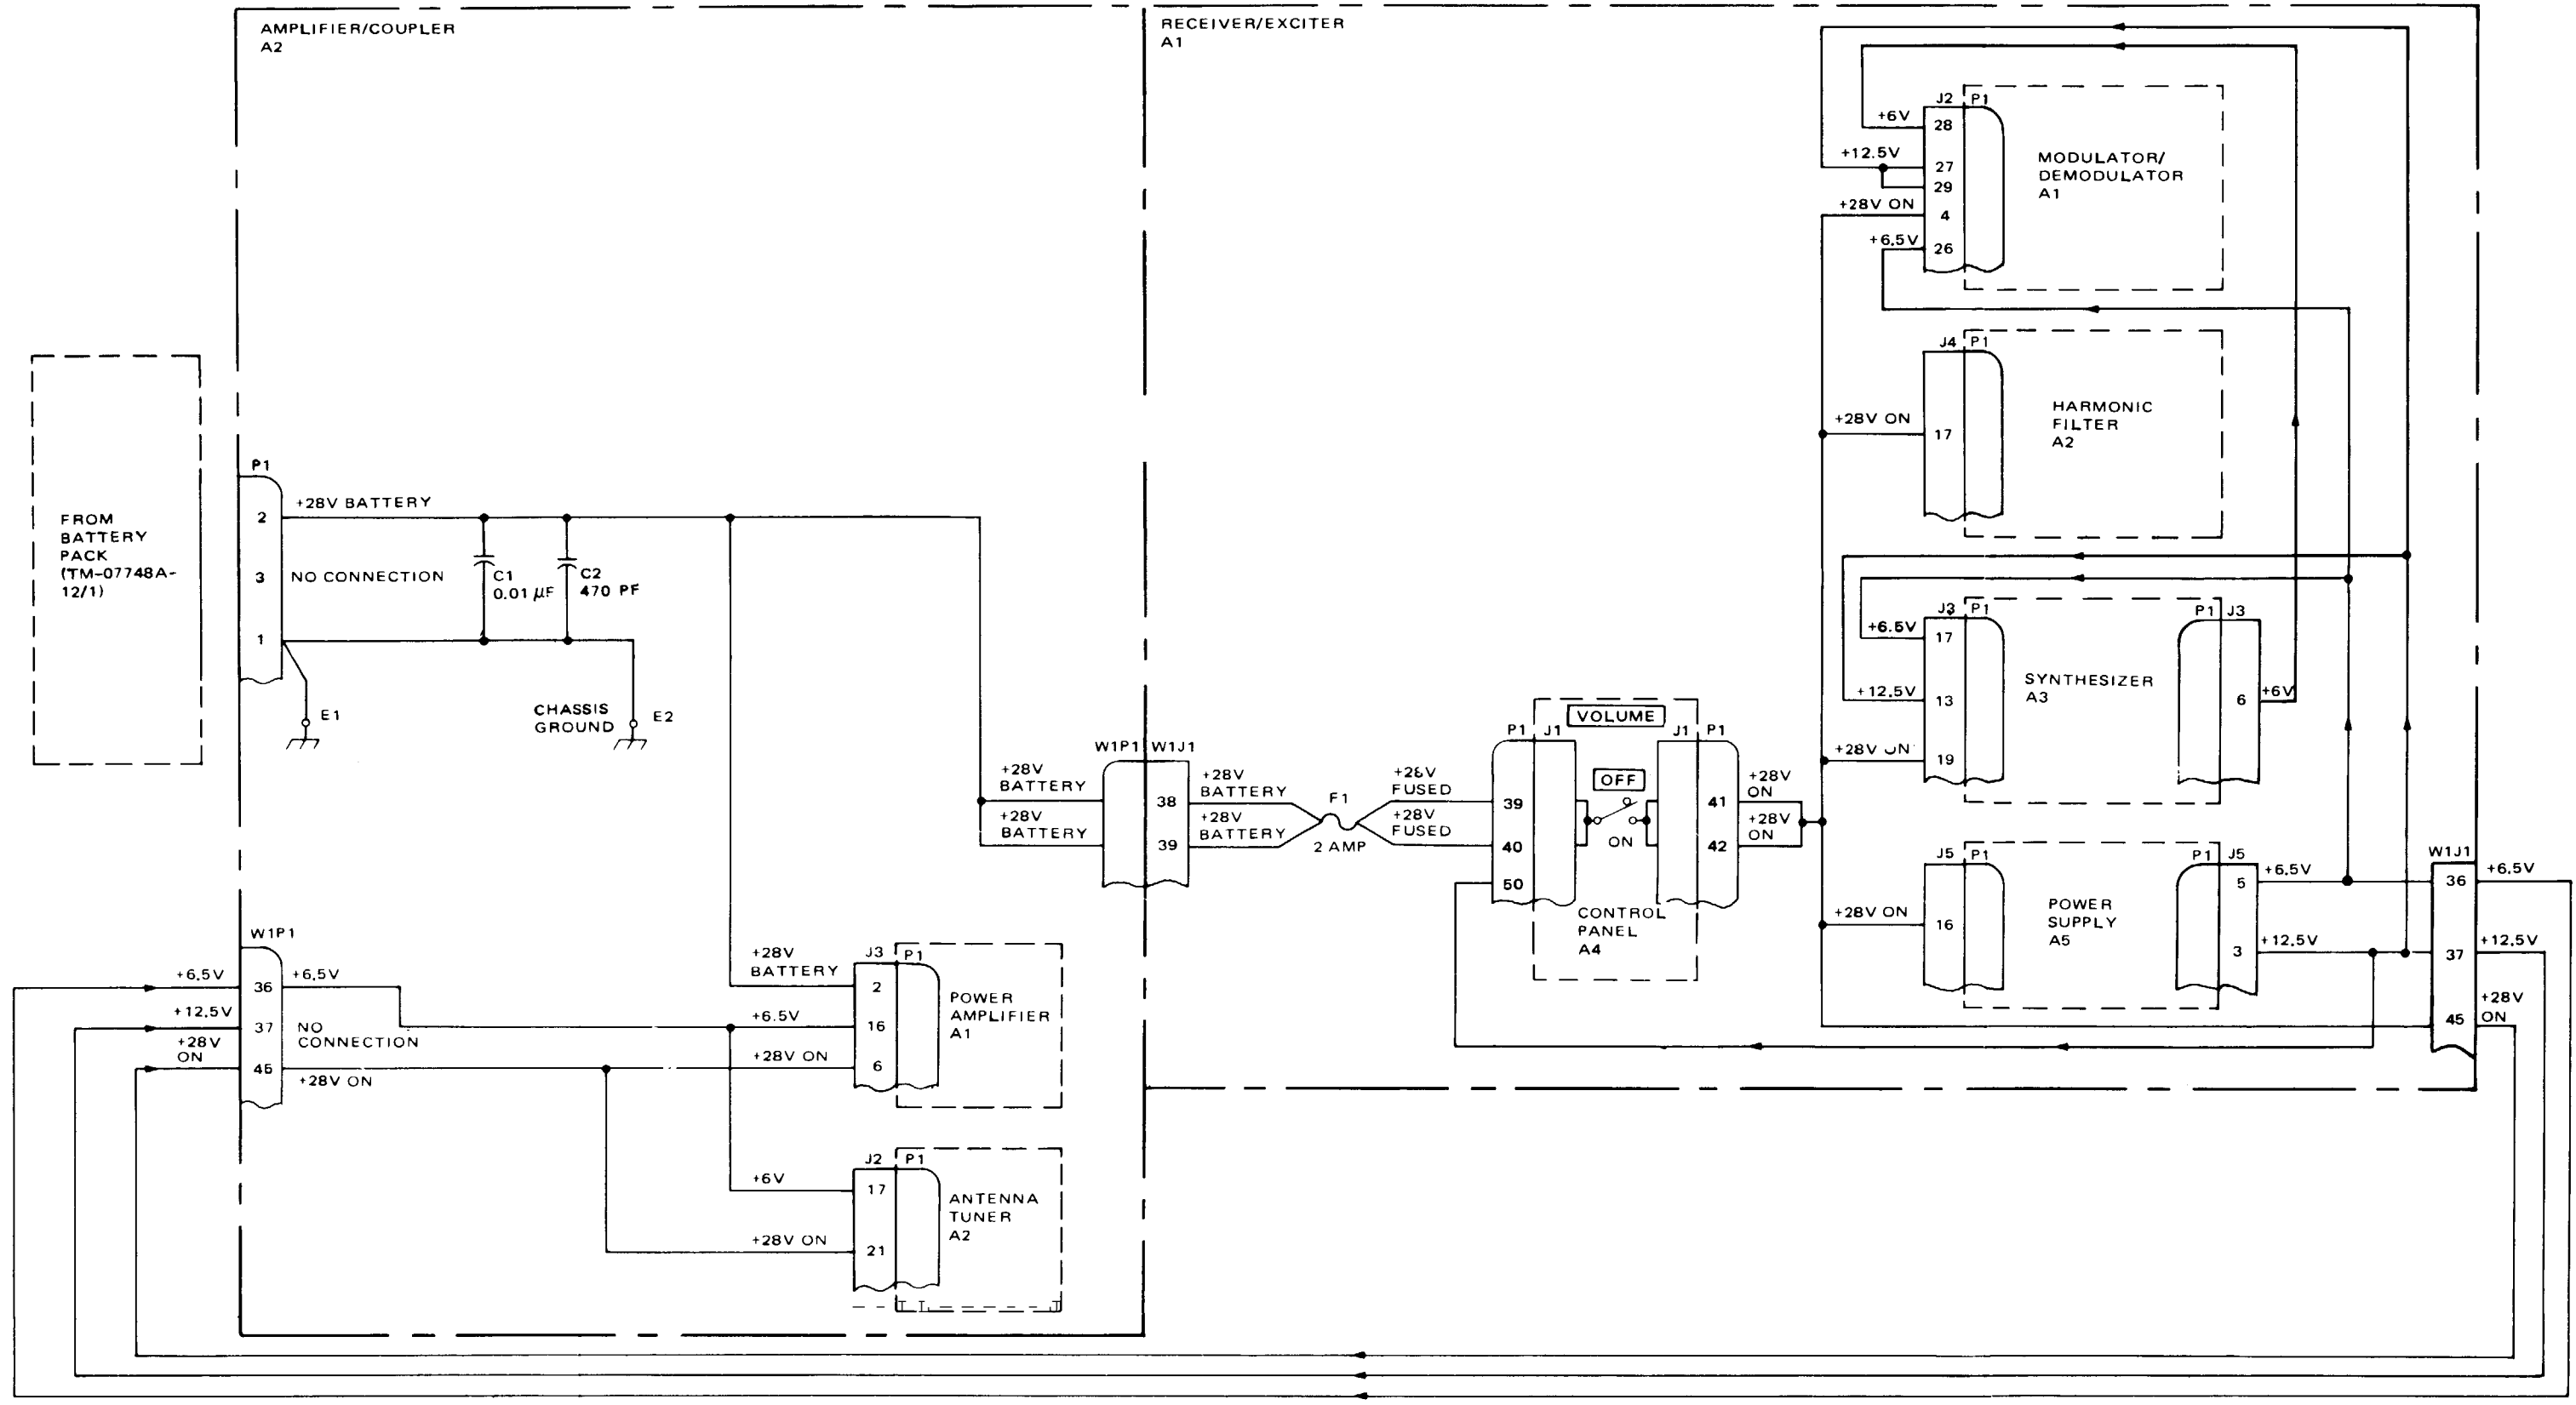 AMPLIFIER/COUPLER
A2
RECEIVER/EXCITER
A1
J2 P1
+6V
28
+12.5V
27
29
+28V ON
4
+6.5V
26
MODULATOR/
DEMODULATOR
A1
J4 P1
+28V ON
17
HARMONIC
FILTER
A2
FROM
BATTERY
PACK
(TM-07748A-
12/1)
P1
2
+28V BATTERY
3
NO CONNECTION
1
C1
0.01 µF
C2
470 PF
E1
CHASSIS
GROUND
E2
J3 P1
+6.5V
17
+12.5V
13
+28V ON
19
SYNTHESIZER
A3
P1 J3
6
+6V
W1P1 W1J1
+28V
BATTERY
+28V
BATTERY
38
39
+28V
BATTERY
+28V
BATTERY
F1
2 AMP
+28V
FUSED
+28V
FUSED
P1 J1
39
40
50
VOLUME
OFF
ON
CONTROL
PANEL
A4
J1 P1
41
42
+28V
ON
+28V
ON
J5 P1
+28V ON
16
POWER
SUPPLY
A5
P1 J5
5
+6.5V
3
+12.5V
W1J1
36
+6.5V
37
+12.5V
45
+28V
ON
W1P1
+6.5V
36
+6.5V
+12.5V
37
NO
CONNECTION
+28V
ON
45
+28V ON
+28V
BATTERY
J3 P1
2
+6.5V
16
+28V ON
6
POWER
AMPLIFIER
A1
J2 P1
+6V
17
+28V ON
21
ANTENNA
TUNER
A2